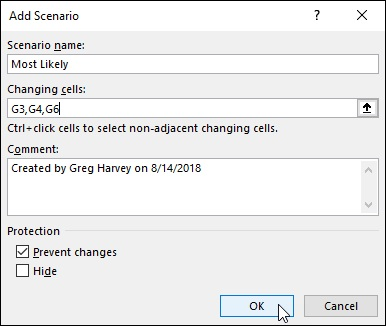 Add Scenario ? ×
Scenario name:
Most Likely
Changing cells:
G3,G4,G6
Ctrl+click cells to select non-adjacent changing cells.
Comment:
Created by Greg Harvey on 8/14/2018
Protection
Prevent changes
Hide
OK Cancel